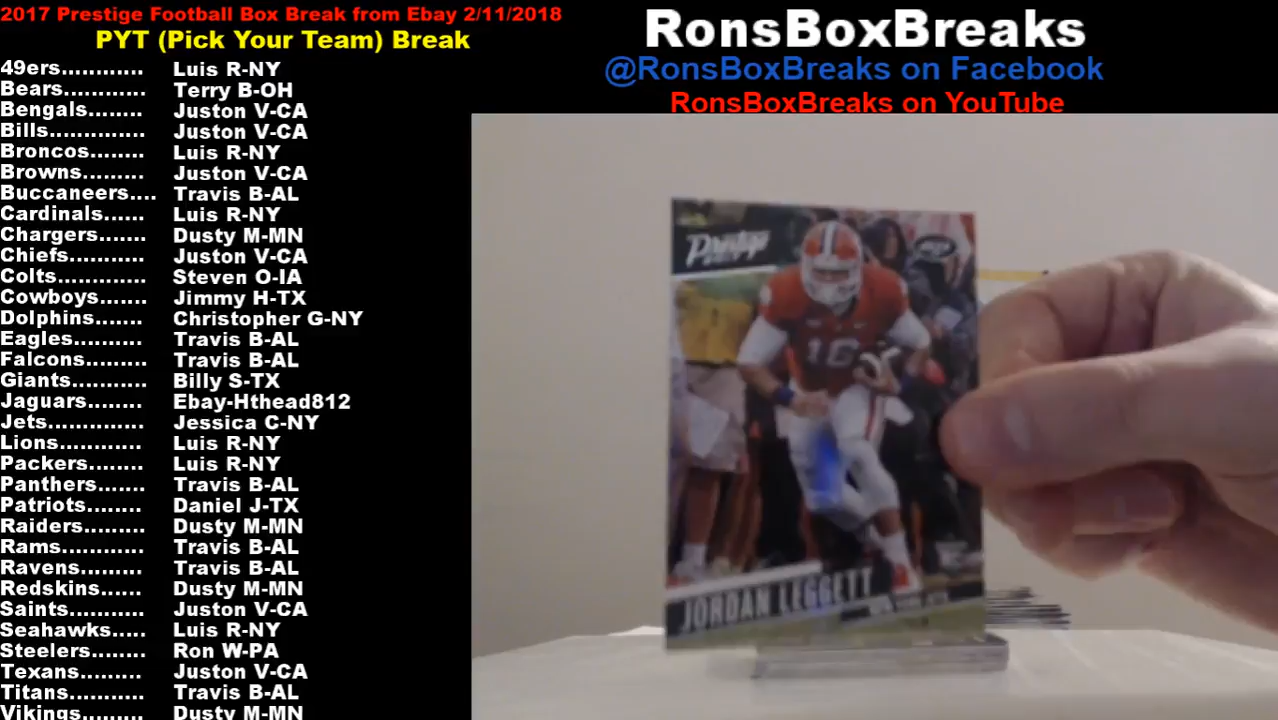 2017 Prestige Football Box Break from Ebay 2/11/2018
PYT (Pick Your Team) Break
49ers............ Luis R-NY
Bears............ Terry B-OH
Bengals........ Juston V-CA
Bills.............. Juston V-CA
Broncos........ Luis R-NY
Browns......... Juston V-CA
Buccaneers.... Travis B-AL
Cardinals...... Luis R-NY
Chargers....... Dusty M-MN
Chiefs........... Juston V-CA
Colts............. Steven O-IA
Cowboys....... Jimmy H-TX
Dolphins....... Christopher G-NY
Eagles.......... Travis B-AL
Falcons......... Travis B-AL
Giants........... Billy S-TX
Jaguars........ Ebay-Hthead812
Jets.............. Jessica C-NY
Lions............ Luis R-NY
Packers........ Luis R-NY
Panthers....... Travis B-AL
Patriots........ Daniel J-TX
Raiders......... Dusty M-MN
Rams............ Travis B-AL
Ravens......... Travis B-AL
Redskins...... Dusty M-MN
Saints........... Juston V-CA
Seahawks..... Luis R-NY
Steelers........ Ron W-PA
Texans......... Juston V-CA
Titans........... Travis B-AL
Vikings......... Dusty M-MN
RonsBoxBreaks
@RonsBoxBreaks on Facebook
RonsBoxBreaks on YouTube
Prestige
16
JORDAN LEGGETT